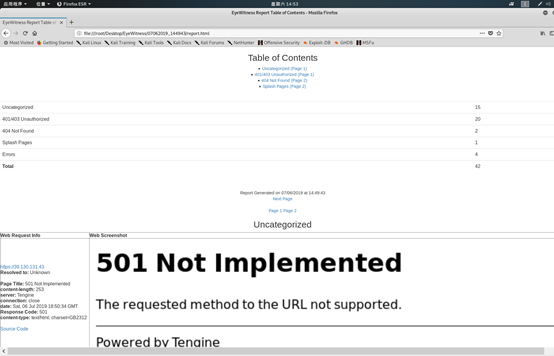 应用程序 位置 Firefox ESR 星期六 14:53
EyeWitness Report Table of Contents - Mozilla Firefox
EyeWitness Report Table
file:///root/Desktop/EyeWitness/07062019_144943/report.html
Most Visited Getting Started Kali Linux Kali Training Kali Tools Kali Docs Kali Forums NetHunter Offensive Security Exploit-DB GHDB MSFU
Table of Contents
Uncategorized (Page 1)
401/403 Unauthorized (Page 1)
404 Not Found (Page 2)
Splash Pages (Page 2)
Uncategorized 15
401/403 Unauthorized 20
404 Not Found 2
Splash Pages 1
Errors 4
Total 42
Report Generated on 07/06/2019 at 14:49:43
Next Page
Page 1 Page 2
Uncategorized
Web Request Info Web Screenshot
https://39.130.131.43
Resolved to: Unknown
Page Title: 501 Not Implemented
content-length: 253
server: Tengine
connection: close
date: Sat, 06 Jul 2019 18:50:34 GMT
Response Code: 501
content-type: text/html; charset=GB2312
Source Code
501 Not Implemented
The requested method to the URL not supported.
Powered by Tengine